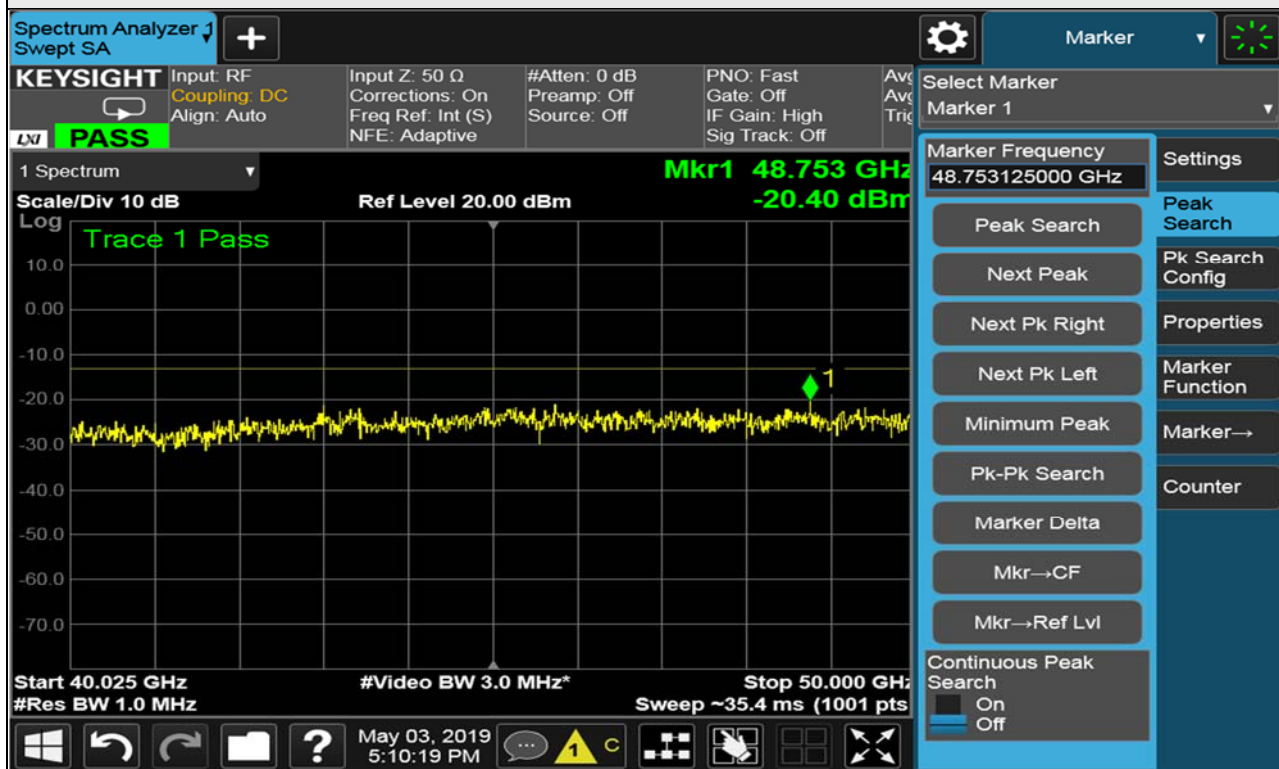 Spectrum Analyzer 1
Swept SA
Marker
KEYSIGHT
LXI
PASS
Input: RF
Coupling: DC
Align: Auto
Input Z: 50 Ω
Corrections: On
Freq Ref: Int (S)
NFE: Adaptive
#Atten: 0 dB
Preamp: Off
Source: Off
PNO: Fast
Gate: Off
IF Gain: High
Sig Track: Off
Avg
Avg
Trig
1 Spectrum
Mkr1 48.753 GHz
-20.40 dBm
Scale/Div 10 dB
Ref Level 20.00 dBm
Log
Trace 1 Pass
10.0
0.00
-10.0
-20.0
-30.0
-40.0
-50.0
-60.0
-70.0
1
Start 40.025 GHz
#Video BW 3.0 MHz*
Stop 50.000 GHz
#Res BW 1.0 MHz
Sweep ~35.4 ms (1001 pts
Select Marker
Marker 1
Marker Frequency
48.753125000 GHz
Peak Search
Next Peak
Next Pk Right
Next Pk Left
Minimum Peak
Pk-Pk Search
Marker Delta
Mkr→CF
Mkr→Ref Lvl
Continuous Peak
Search
On
Off
Settings
Peak
Search
Pk Search
Config
Properties
Marker
Function
Marker→
Counter
?
May 03, 2019
5:10:19 PM
1
C